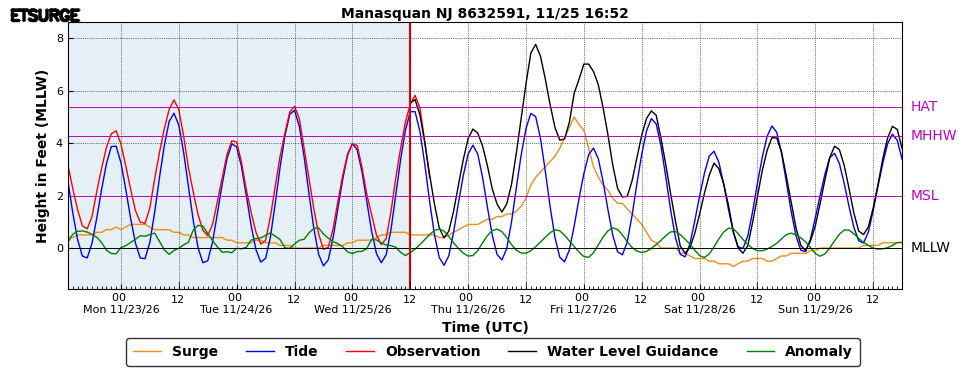 ETSURGE
Manasquan NJ 8632591, 11/25 16:52
Height in Feet (MLLW)
8
6
4
2
0
HAT
MHHW
MSL
MLLW
00 12 00 12 00 12 00 12 00 12 00 12 00 12
Mon 11/23/26 Tue 11/24/26 Wed 11/25/26 Thu 11/26/26 Fri 11/27/26 Sat 11/28/26 Sun 11/29/26
Time (UTC)
Surge Tide Observation Water Level Guidance Anomaly